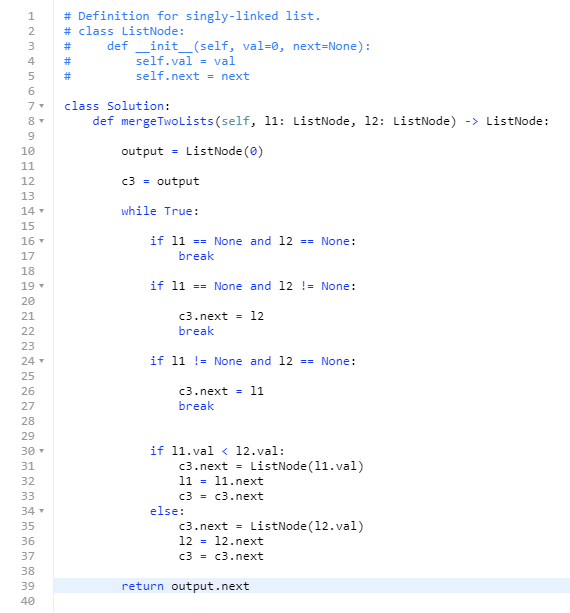 1 # Definition for singly-linked list.
2 # class ListNode:
3 #     def __init__(self, val=0, next=None):
4 #         self.val = val
5 #         self.next = next
6
7 class Solution:
8     def mergeTwoLists(self, l1: ListNode, l2: ListNode) -> ListNode:
9
10         output = ListNode(0)
11
12         c3 = output
13
14         while True:
15
16             if l1 == None and l2 == None:
17                 break
18
19             if l1 == None and l2 != None:
20
21                 c3.next = l2
22                 break
23
24             if l1 != None and l2 == None:
25
26                 c3.next = l1
27                 break
28
29
30             if l1.val < l2.val:
31                 c3.next = ListNode(l1.val)
32                 l1 = l1.next
33                 c3 = c3.next
34             else:
35                 c3.next = ListNode(l2.val)
36                 l2 = l2.next
37                 c3 = c3.next
38
39         return output.next
40